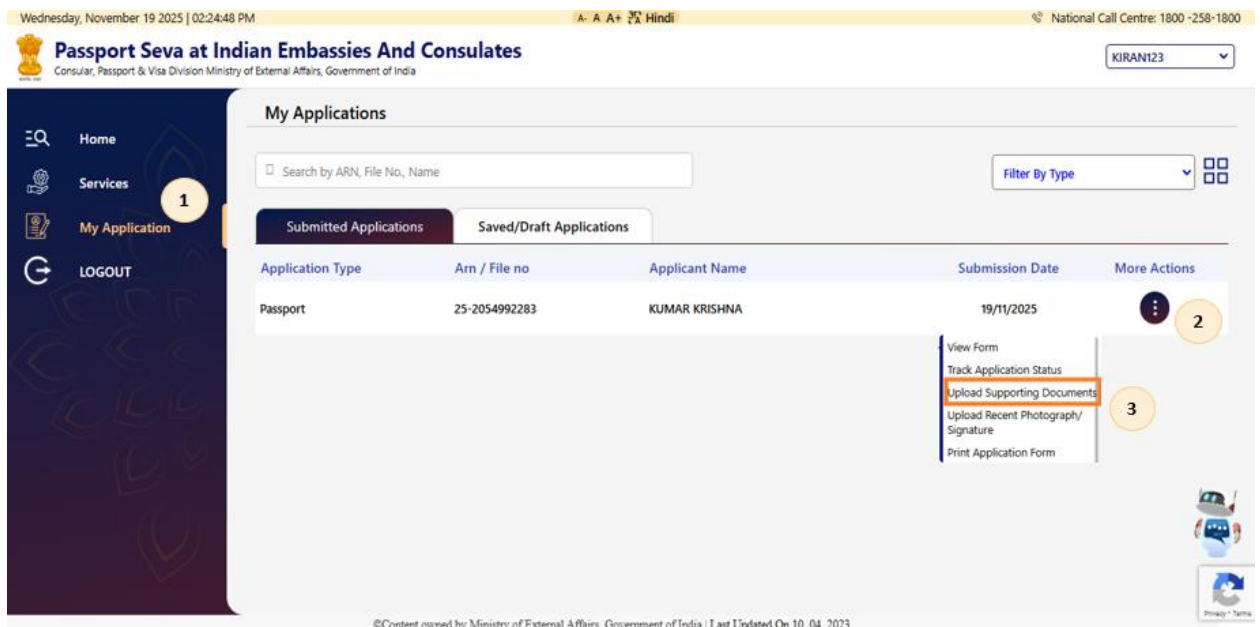 Wednesday, November 19 2025 | 02:24:48 PM
A- A A+ Hindi
National Call Centre: 1800 -258-1800
Passport Seva at Indian Embassies And Consulates
Consular, Passport & Visa Division Ministry of External Affairs, Government of India
KIRAN123
Home
Services
1
My Application
LOGOUT
My Applications
Search by ARN, File No., Name
Filter By Type
Submitted Applications Saved/Draft Applications
Application Type Arn / File no Applicant Name Submission Date More Actions
Passport 25-2054992283 KUMAR KRISHNA 19/11/2025
2
View Form
Track Application Status
Upload Supporting Documents
3
Upload Recent Photograph/
Signature
Print Application Form
Privacy - Terms
©Content owned by Ministry of External Affairs, Government of India | Last Updated On 10, 04, 2023